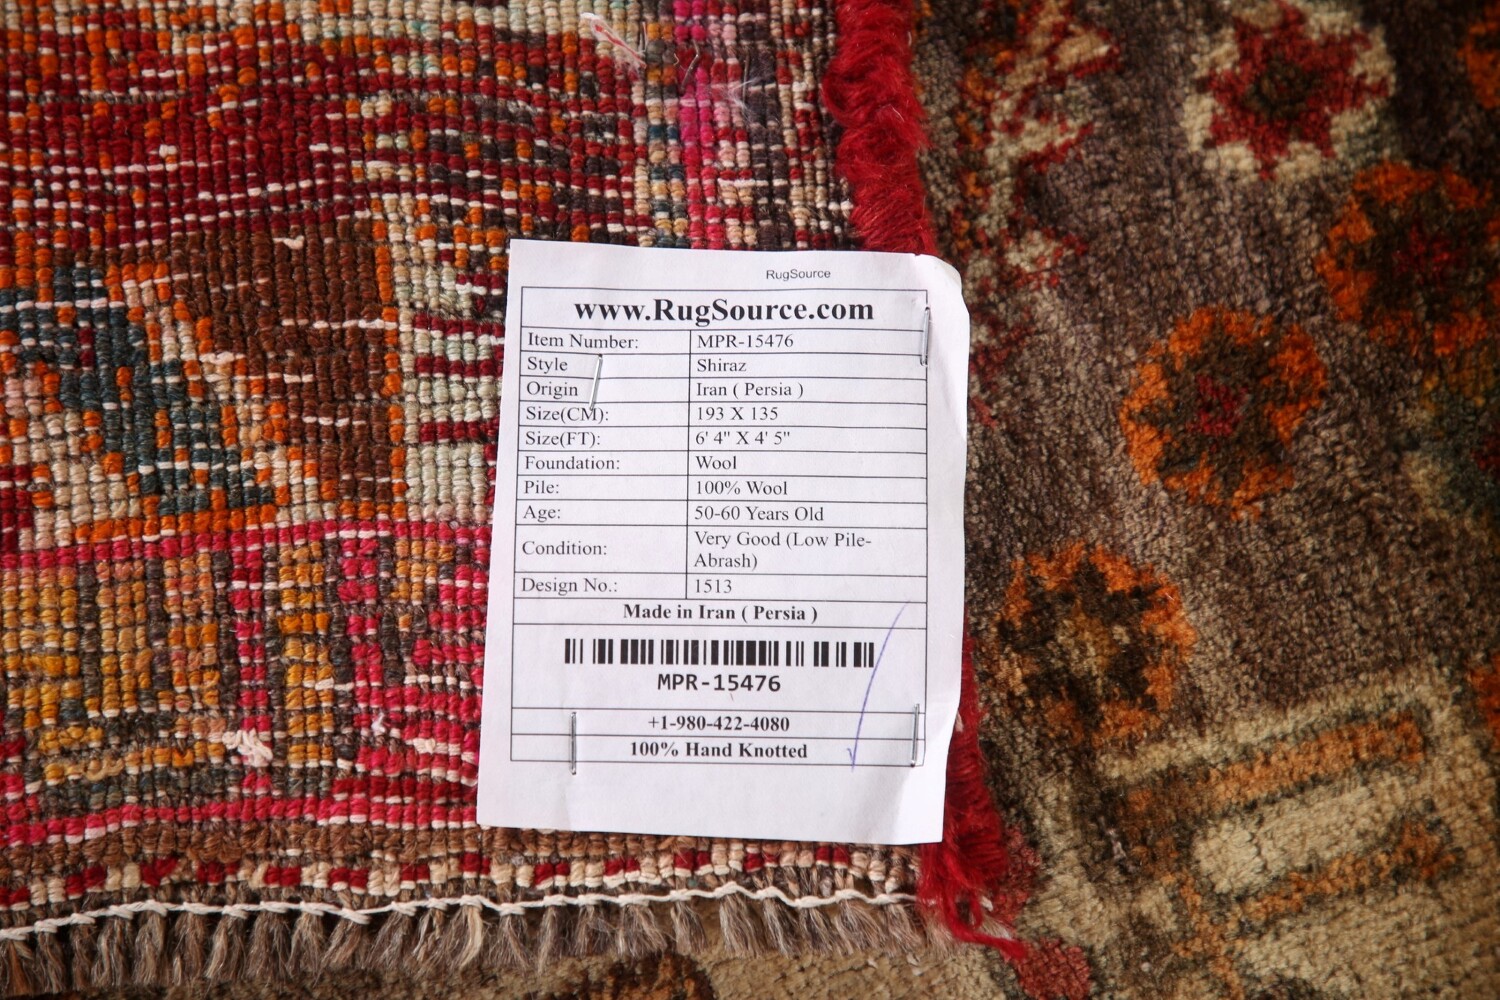 RugSource
www.RugSource.com
Item Number: MPR-15476
Style Shiraz
Origin Iran ( Persia )
Size(CM): 193 X 135
Size(FT): 6' 4" X 4' 5"
Foundation: Wool
Pile: 100% Wool
Age: 50-60 Years Old
Condition: Very Good (Low Pile-
Abrash)
Design No.: 1513
Made in Iran ( Persia )
MPR-15476
+1-980-422-4080
100% Hand Knotted